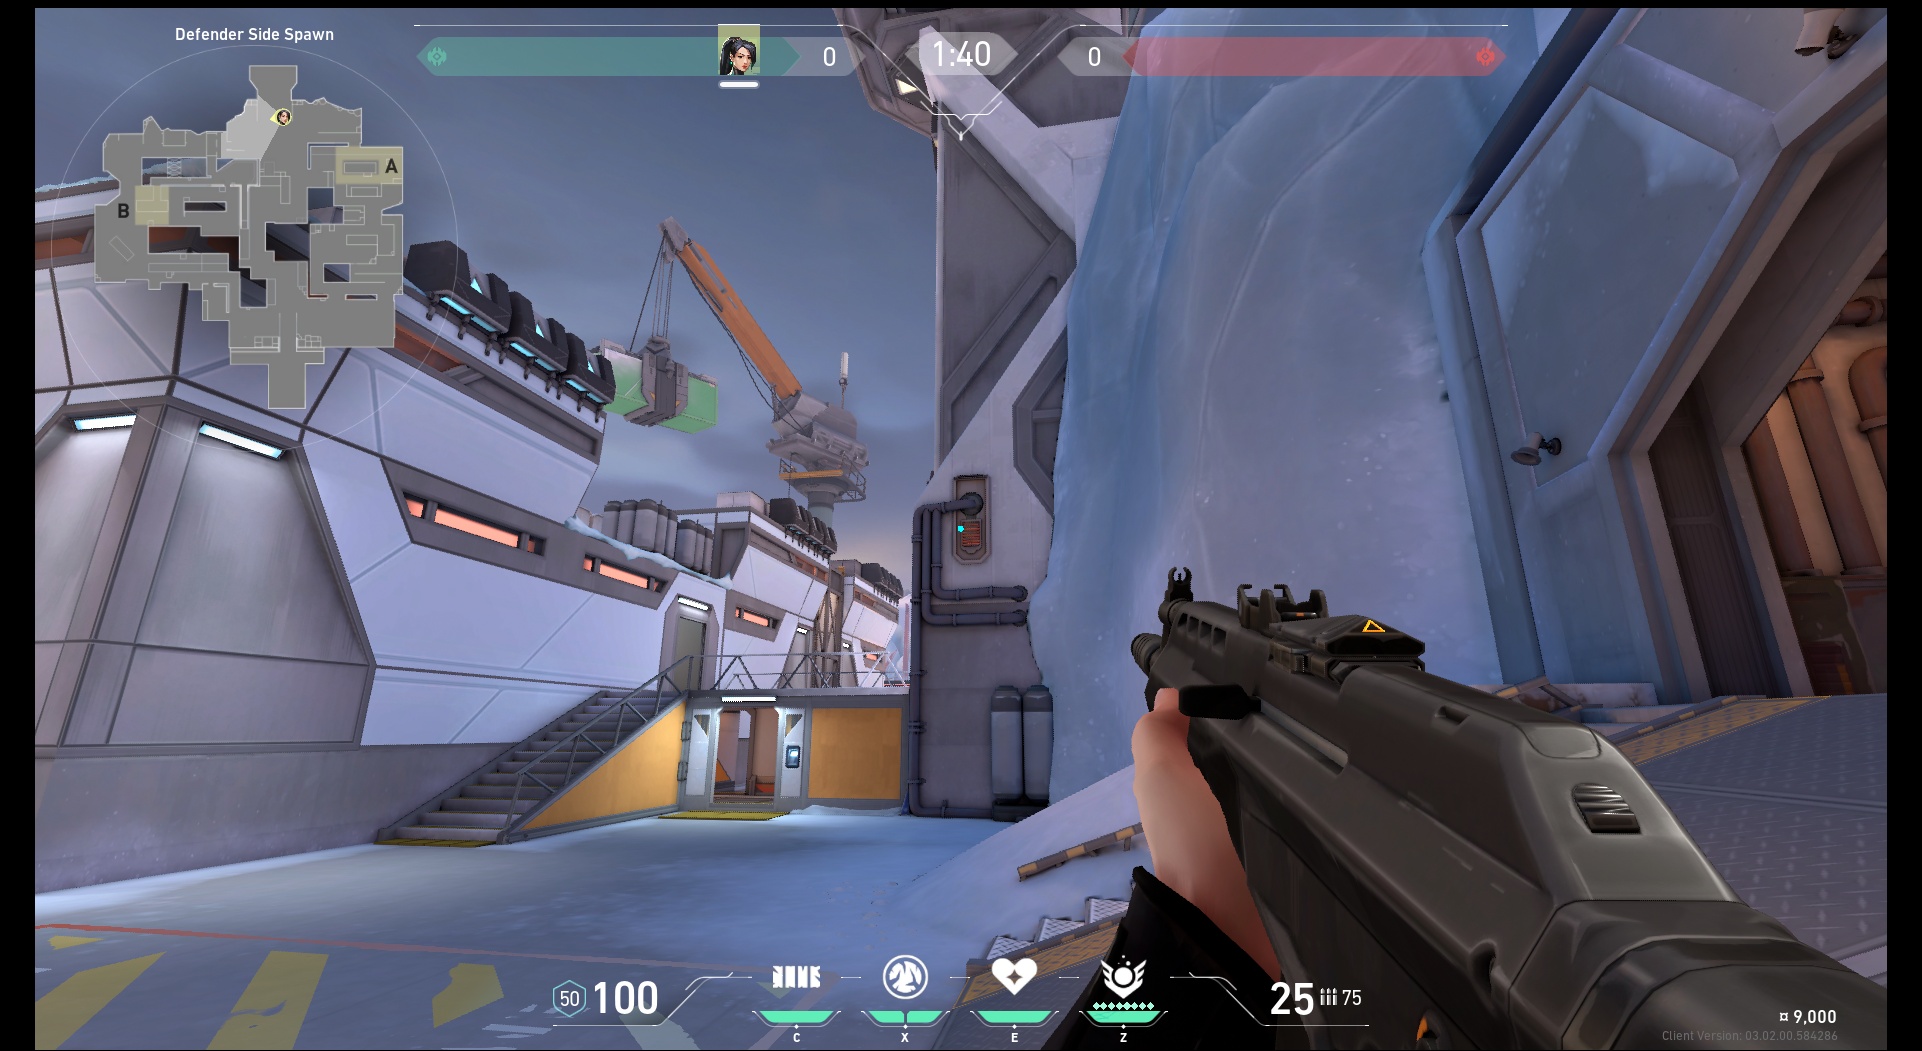 Defender Side Spawn
0
1:40
0
A
B
50
100
25
75
C
X
E
Z
¤ 9,000
Client Version: 03.02.00.584286